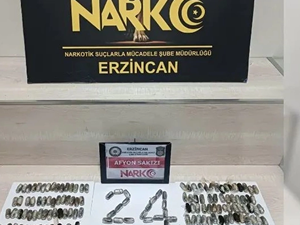 NARKO
NARKOTİK SUÇLARLA MÜCADELE ŞUBE MÜDÜRLÜĞÜ
ERZİNCAN
ERZİNCAN
AFYON SAKIZI
NARKO
24